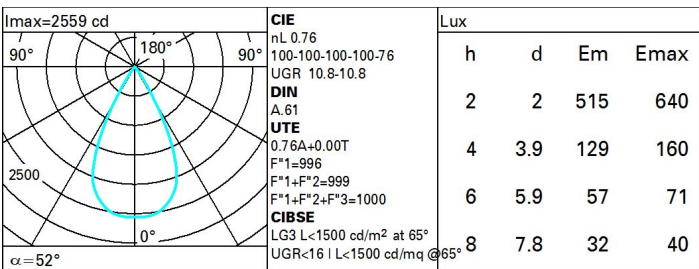 Imax=2559 cd
90°
180°
90°
2500
0°
α=52°
CIE
nL 0.76
100-100-100-100-76
UGR 10.8-10.8
DIN
A.61
UTE
0.76A+0.00T
F"1=996
F"1+F"2=999
F"1+F"2+F"3=1000
CIBSE
LG3 L<1500 cd/m² at 65°
UGR<16 | L<1500 cd/mq @65°
Lux
h d Em Emax
2 2 515 640
4 3.9 129 160
6 5.9 57 71
8 7.8 32 40